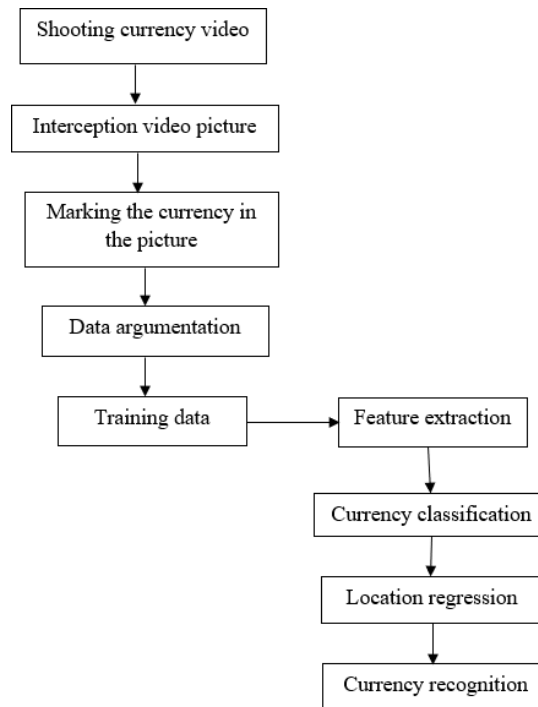 Shooting currency video
Interception video picture
Marking the currency in
the picture
Data argumentation
Training data
Feature extraction
Currency classification
Location regression
Currency recognition